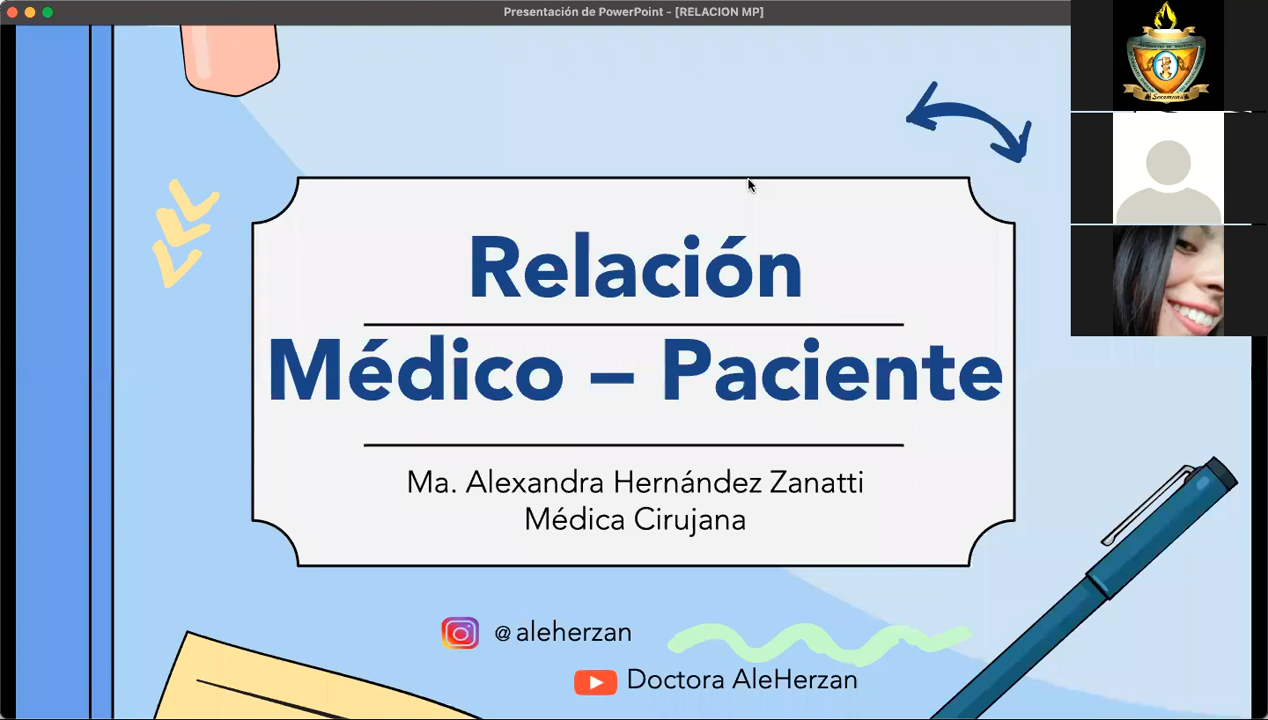 Presentación de PowerPoint - [RELACION MP]
Relación
Médico – Paciente
Ma. Alexandra Hernández Zanatti
Médica Cirujana
@aleherzan
Doctora AleHerzan